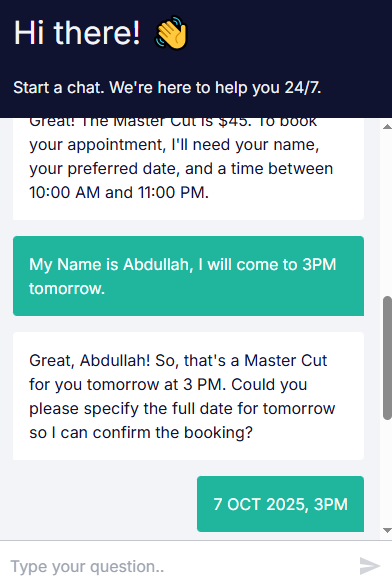 Hi there! 👋
Start a chat. We're here to help you 24/7.
Great! The Master Cut is $45. To book
your appointment, I'll need your name,
your preferred date, and a time between
10:00 AM and 11:00 PM.
My Name is Abdullah, I will come to 3PM
tomorrow.
Great, Abdullah! So, that's a Master Cut
for you tomorrow at 3 PM. Could you
please specify the full date for tomorrow
so I can confirm the booking?
7 OCT 2025, 3PM
Type your question..